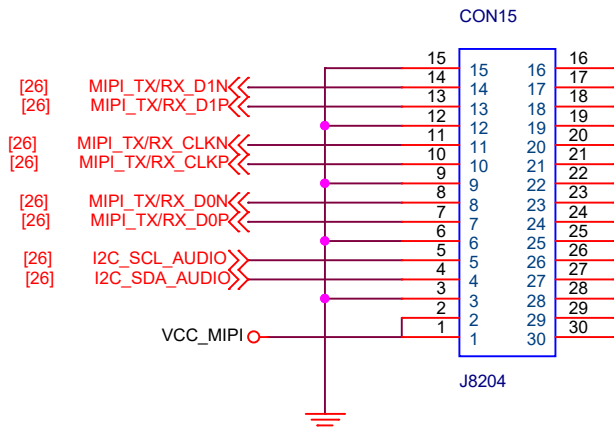 CON15
15 15 16 16
[26] MIPI_TX/RX_D1N 14 14 17 17
[26] MIPI_TX/RX_D1P 13 13 18 18
12 12 19 19
[26] MIPI_TX/RX_CLKN 11 11 20 20
[26] MIPI_TX/RX_CLKP 10 10 21 21
9 9 22 22
[26] MIPI_TX/RX_D0N 8 8 23 23
[26] MIPI_TX/RX_D0P 7 7 24 24
6 6 25 25
[26] I2C_SCL_AUDIO 5 5 26 26
[26] I2C_SDA_AUDIO 4 4 27 27
3 3 28 28
2 2 29 29
VCC_MIPI 1 1 30 30
J8204